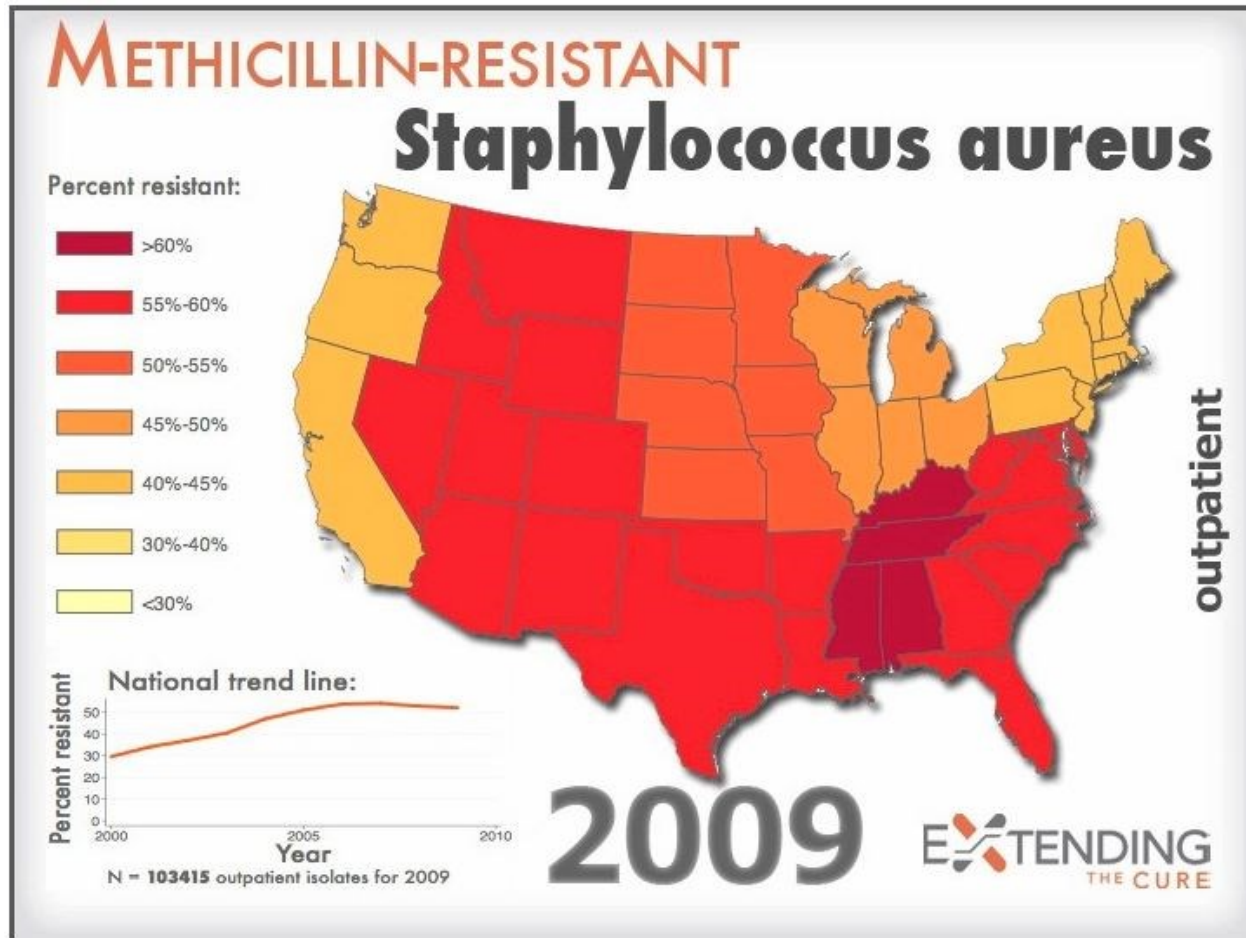 METHICILLIN-RESISTANT
Staphylococcus aureus
Percent resistant:
>60%
55%-60%
50%-55%
45%-50%
40%-45%
30%-40%
<30%
outpatient
National trend line:
Percent resistant
50
40
30
20
10
0
2000 2005 2010
Year
N = 103415 outpatient isolates for 2009
2009
EXTENDING
THE CURE